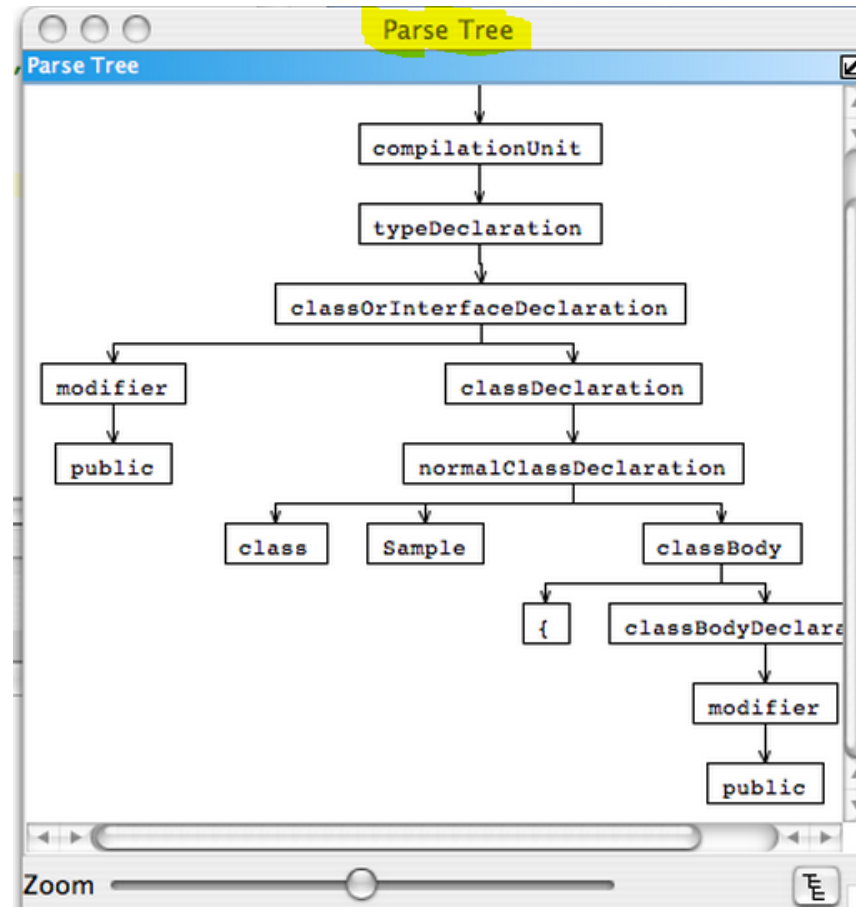 Parse Tree
Parse Tree
compilationUnit
typeDeclaration
classOrInterfaceDeclaration
modifier classDeclaration
public normalClassDeclaration
class Sample classBody
{ classBodyDeclara
modifier
public
Zoom